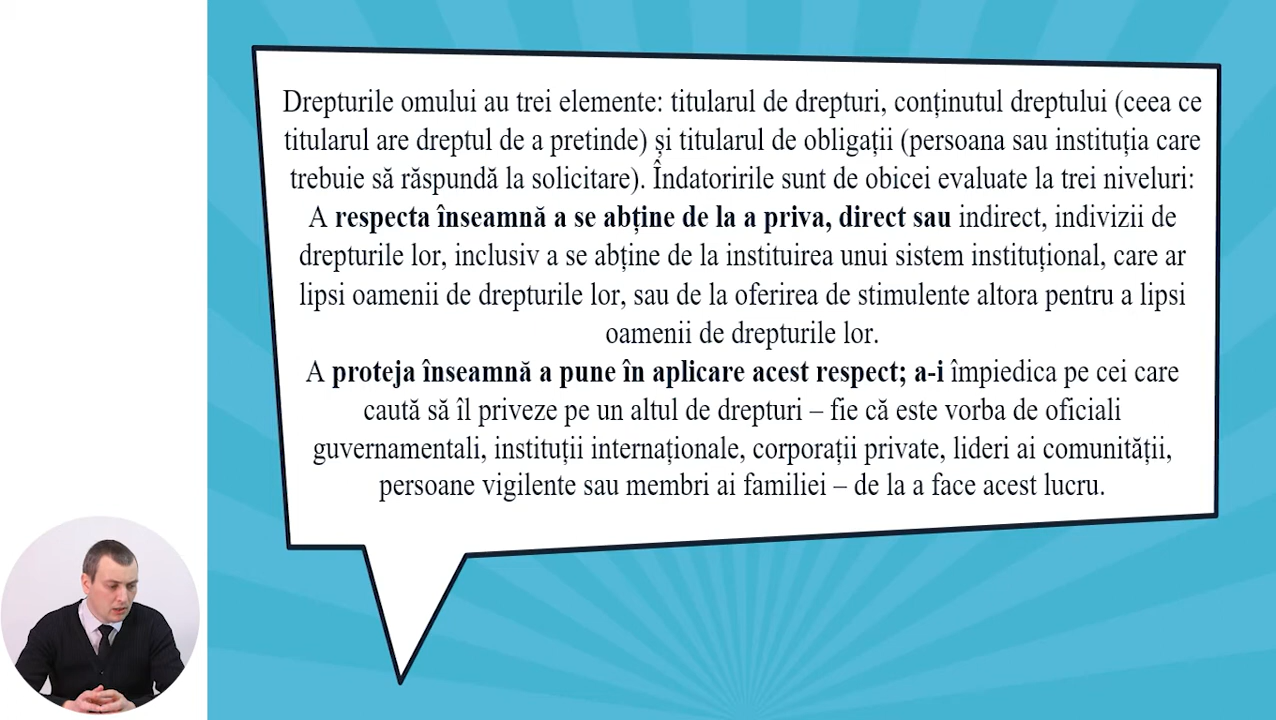 Drepturile omului au trei elemente: titularul de drepturi, conținutul dreptului (ceea ce
titularul are dreptul de a pretinde) și titularul de obligații (persoana sau instituția care
trebuie să răspundă la solicitare). Îndatoririle sunt de obicei evaluate la trei niveluri:
A respecta înseamnă a se abține de la a priva, direct sau indirect, indivizii de
drepturile lor, inclusiv a se abține de la instituirea unui sistem instituțional, care ar
lipsi oamenii de drepturile lor, sau de la oferirea de stimulente altora pentru a lipsi
oamenii de drepturile lor.
A proteja înseamnă a pune în aplicare acest respect; a-i împiedica pe cei care
caută să îl priveze pe un altul de drepturi – fie că este vorba de oficiali
guvernamentali, instituții internaționale, corporații private, lideri ai comunității,
persoane vigilente sau membri ai familiei – de la a face acest lucru.